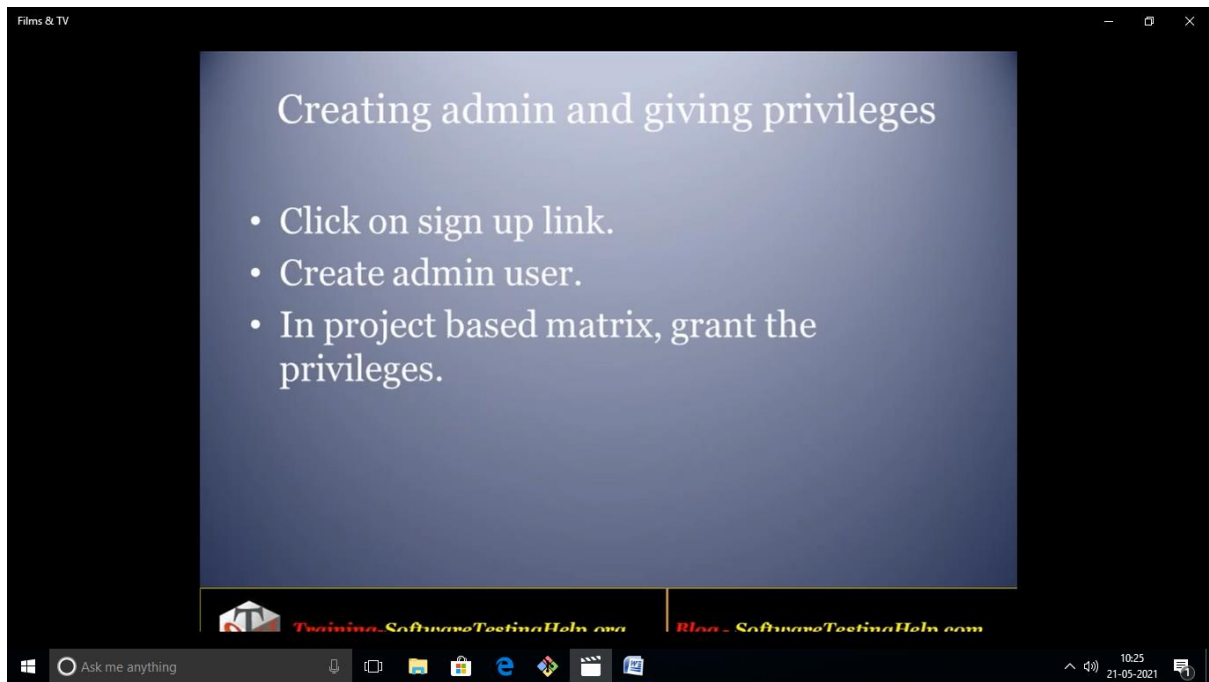 Films & TV
Creating admin and giving privileges
• Click on sign up link.
• Create admin user.
• In project based matrix, grant the
privileges.
Training-SoftwareTestingHelp.org
Blog - SoftwareTestingHelp.com
Ask me anything
10:25
21-05-2021
1